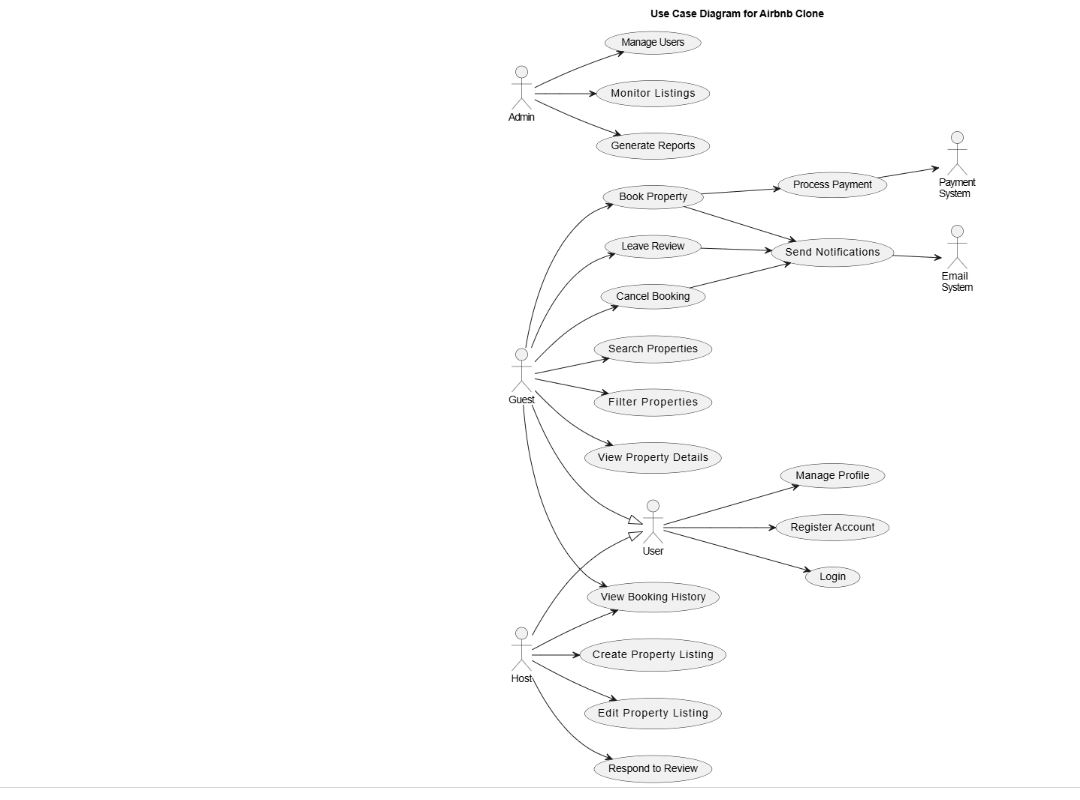 Use Case Diagram for Airbnb Clone
Manage Users
Monitor Listings
Admin
Generate Reports
Payment
System
Process Payment
Book Property
Leave Review
Send Notifications
Email
System
Cancel Booking
Search Properties
Guest
Filter Properties
View Property Details
Manage Profile
Register Account
User
Login
View Booking History
Create Property Listing
Host
Edit Property Listing
Respond to Review